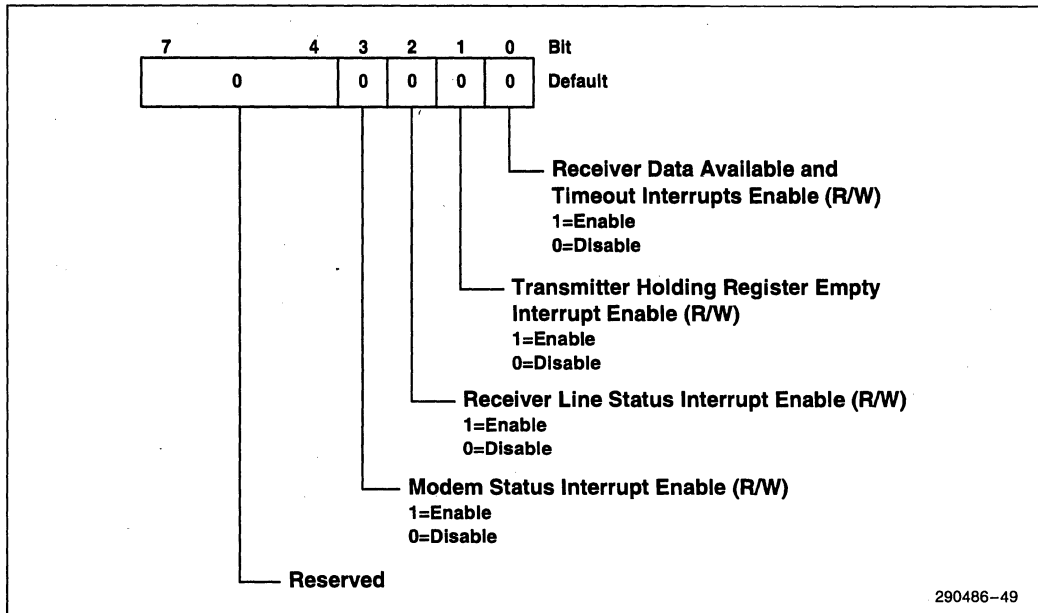 7 4 3 2 1 0 Bit
0 0 0 0 0 Default
Receiver Data Available and
Timeout Interrupts Enable (R/W)
1=Enable
0=Disable
Transmitter Holding Register Empty
Interrupt Enable (R/W)
1=Enable
0=Disable
Receiver Line Status Interrupt Enable (R/W)
1=Enable
0=Disable
Modem Status Interrupt Enable (R/W)
1=Enable
0=Disable
Reserved
290486–49